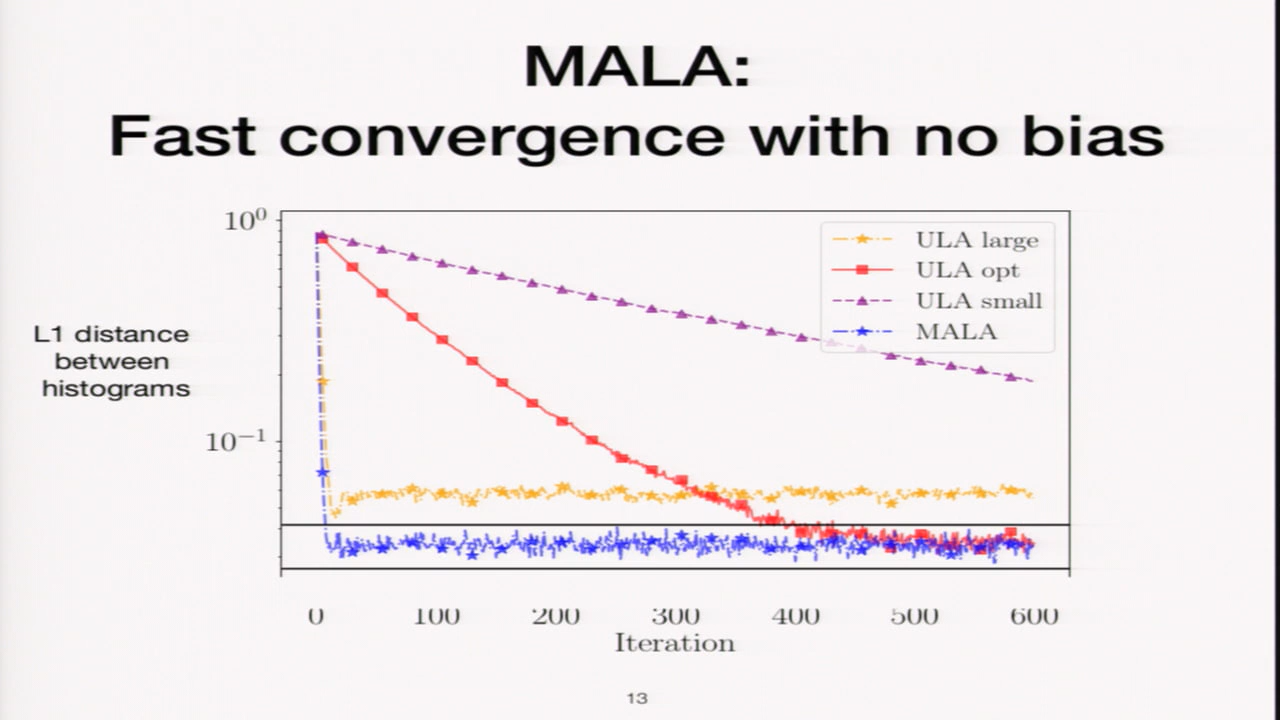 MALA:
Fast convergence with no bias
L1 distance
between
histograms
10⁰
10⁻¹
ULA large
ULA opt
ULA small
MALA
0 100 200 300 400 500 600
Iteration
13